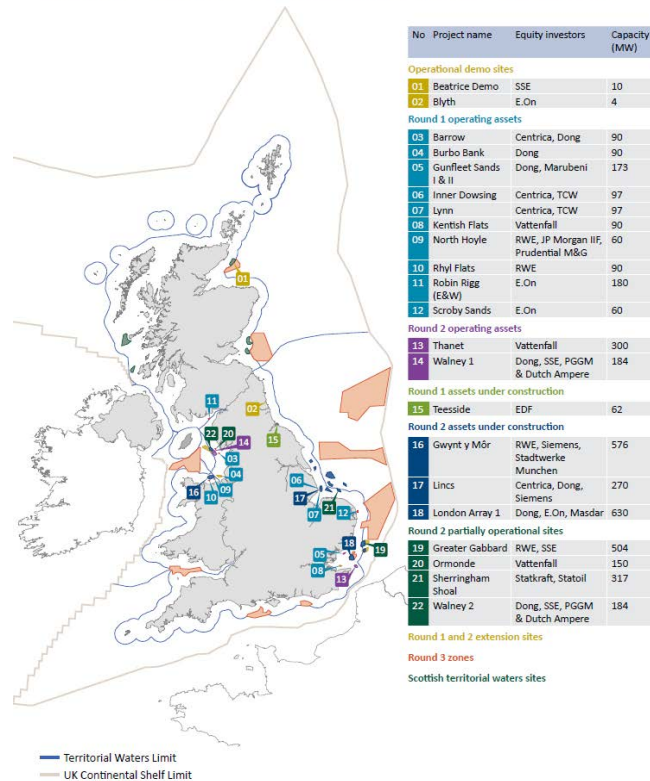 No Project name Equity investors Capacity (MW)
Operational demo sites
01 Beatrice Demo SSE 10
02 Blyth E.On 4
Round 1 operating assets
03 Barrow Centrica, Dong 90
04 Burbo Bank Dong 90
05 Gunfleet Sands I & II Dong, Marubeni 173
06 Inner Dowsing Centrica, TCW 97
07 Lynn Centrica, TCW 97
08 Kentish Flats Vattenfall 90
09 North Hoyle RWE, JP Morgan IIF, Prudential M&G 60
10 Rhyl Flats RWE 90
11 Robin Rigg (E&W) E.On 180
12 Scroby Sands E.On 60
Round 2 operating assets
13 Thanet Vattenfall 300
14 Walney 1 Dong, SSE, PGGM & Dutch Ampere 184
Round 1 assets under construction
15 Teesside EDF 62
Round 2 assets under construction
16 Gwynt y Môr RWE, Siemens, Stadtwerke Munchen 576
17 Lincs Centrica, Dong, Siemens 270
18 London Array 1 Dong, E.On, Masdar 630
Round 2 partially operational sites
19 Greater Gabbard RWE, SSE 504
20 Ormonde Vattenfall 150
21 Sherringham Shoal Statkraft, Statoil 317
22 Walney 2 Dong, SSE, PGGM & Dutch Ampere 184
Round 1 and 2 extension sites
Round 3 zones
Scottish territorial waters sites
01
11
02
22 20
14
15
03
04
06
16
10
09
17
07
21
12
18
05
19
08
13
Territorial Waters Limit
UK Continental Shelf Limit